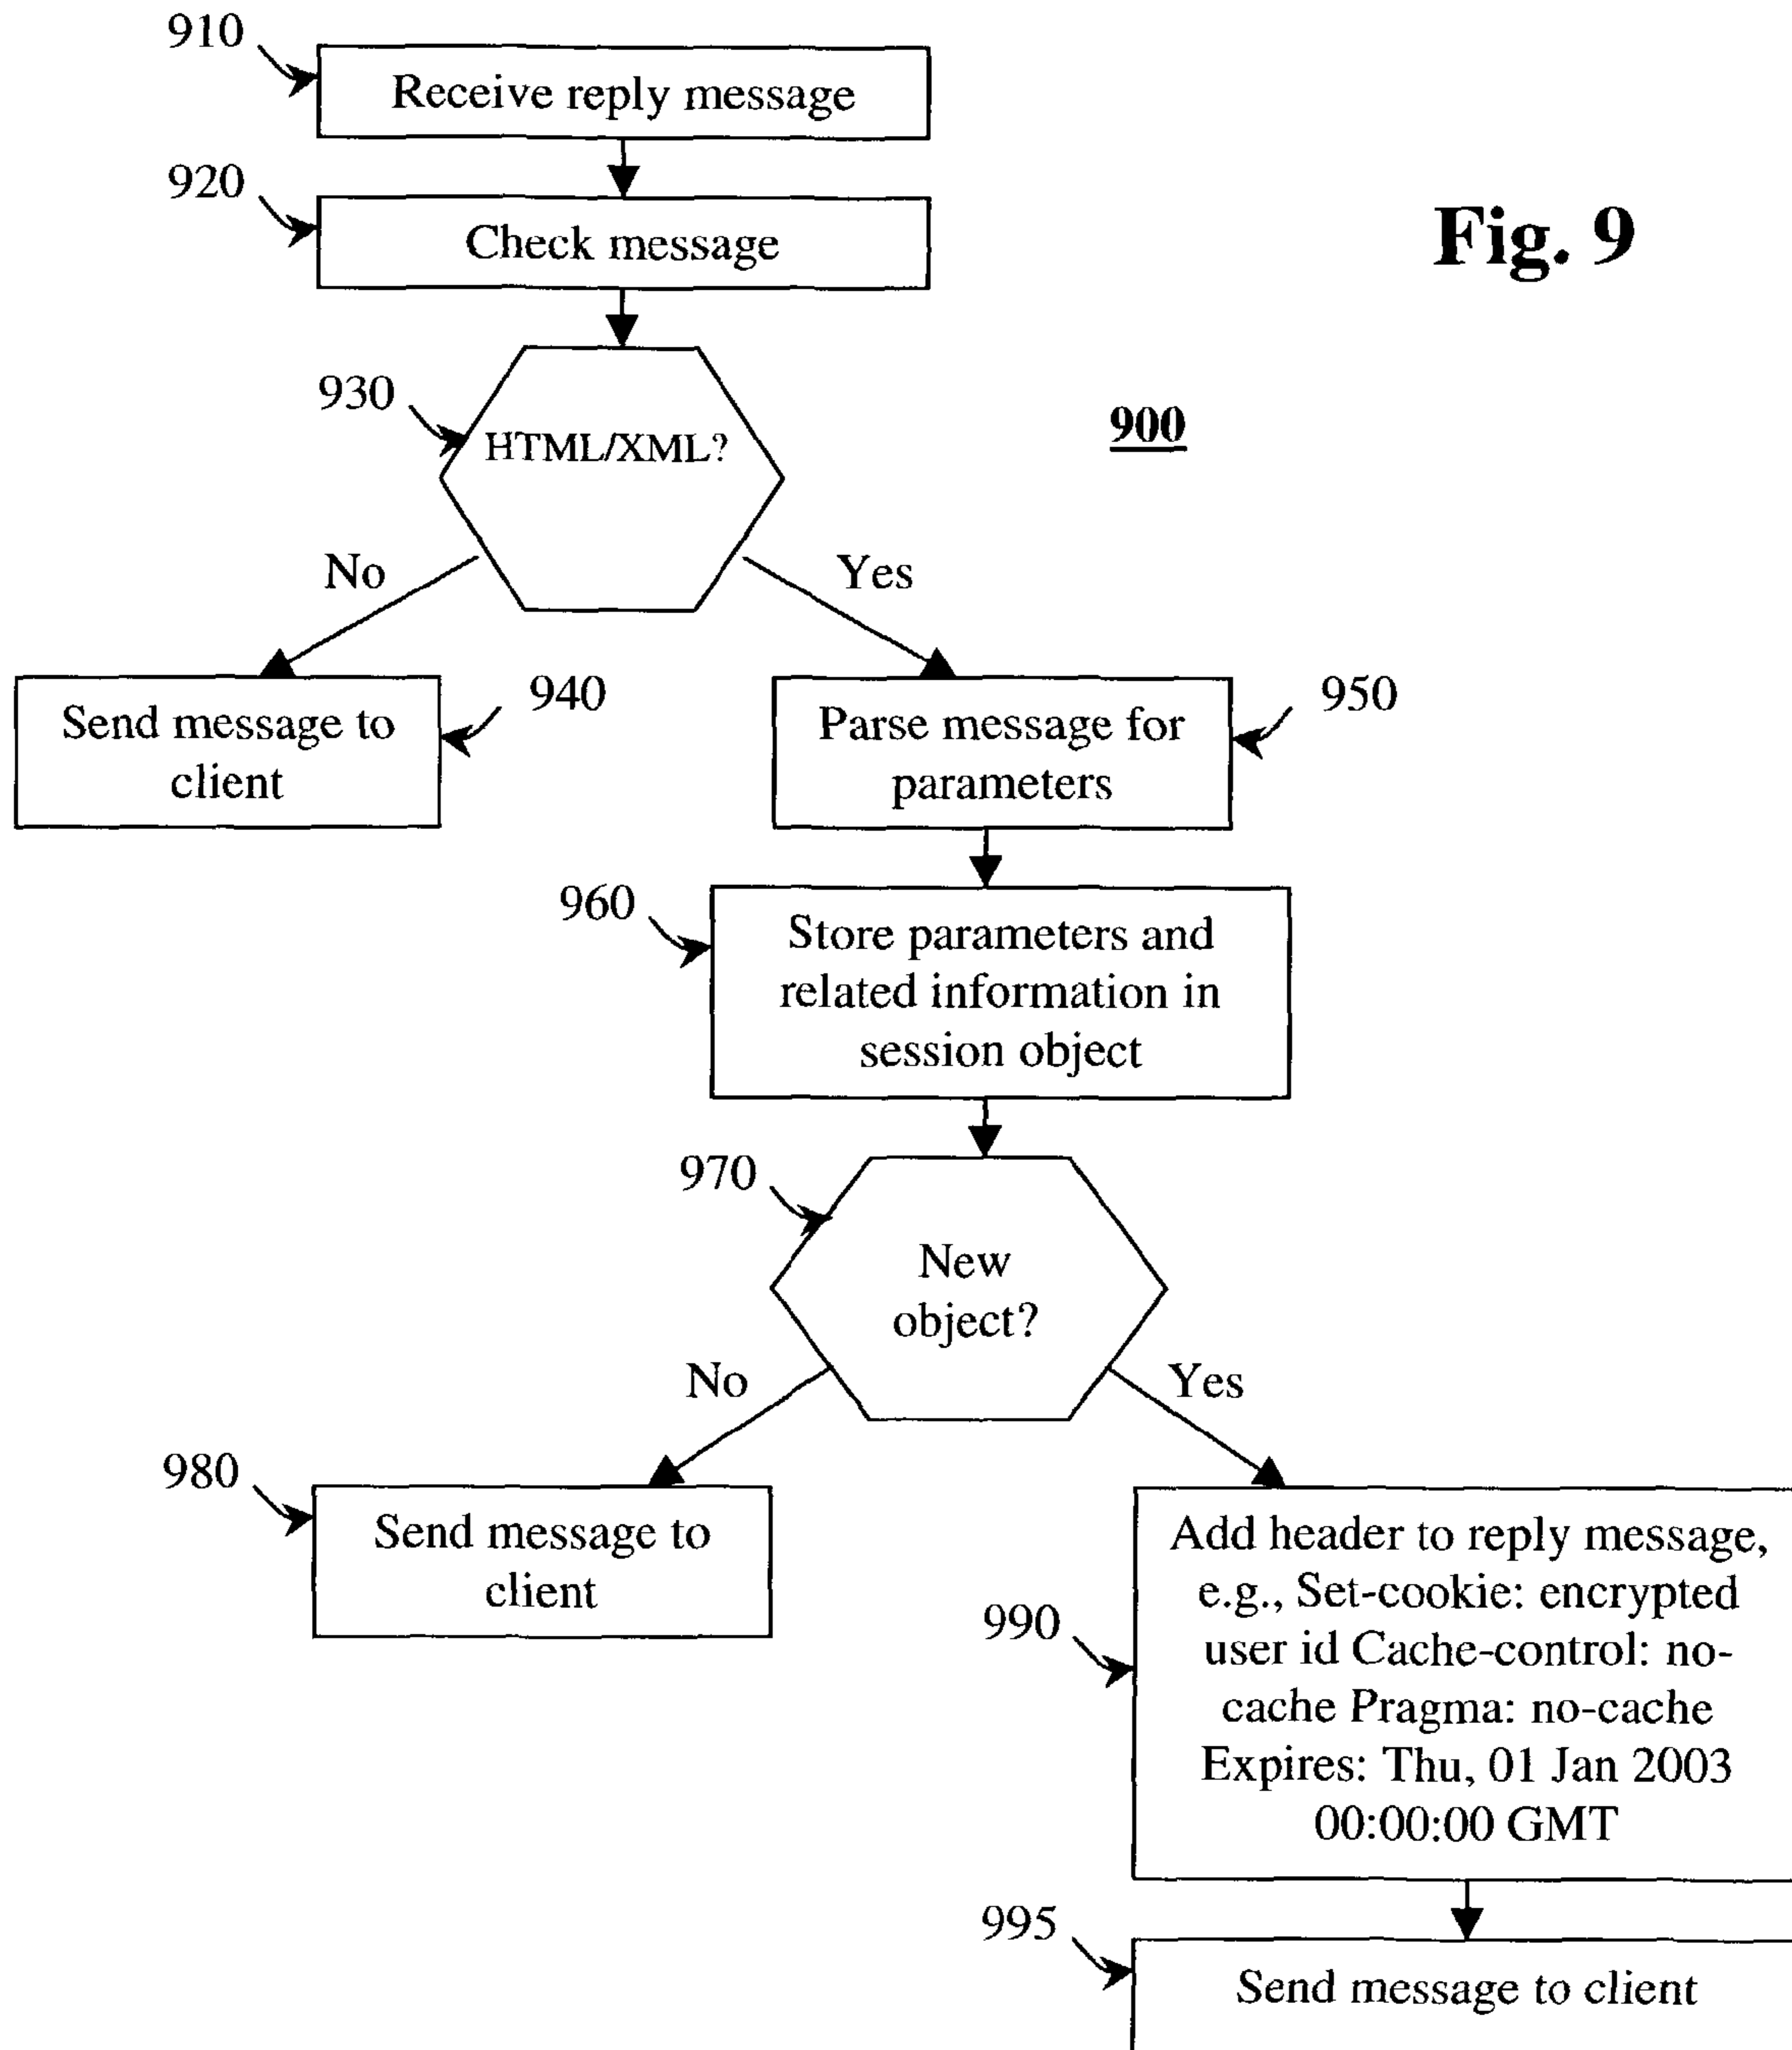 910
Receive reply message
920
Check message
Fig. 9
930
HTML/XML?
900
No
Yes
Send message to
client
940
Parse message for
parameters
950
960
Store parameters and
related information in
session object
970
New
object?
No
Yes
980
Send message to
client
990
Add header to reply message,
e.g., Set-cookie: encrypted
user id Cache-control: no-
cache Pragma: no-cache
Expires: Thu, 01 Jan 2003
00:00:00 GMT
995
Send message to client